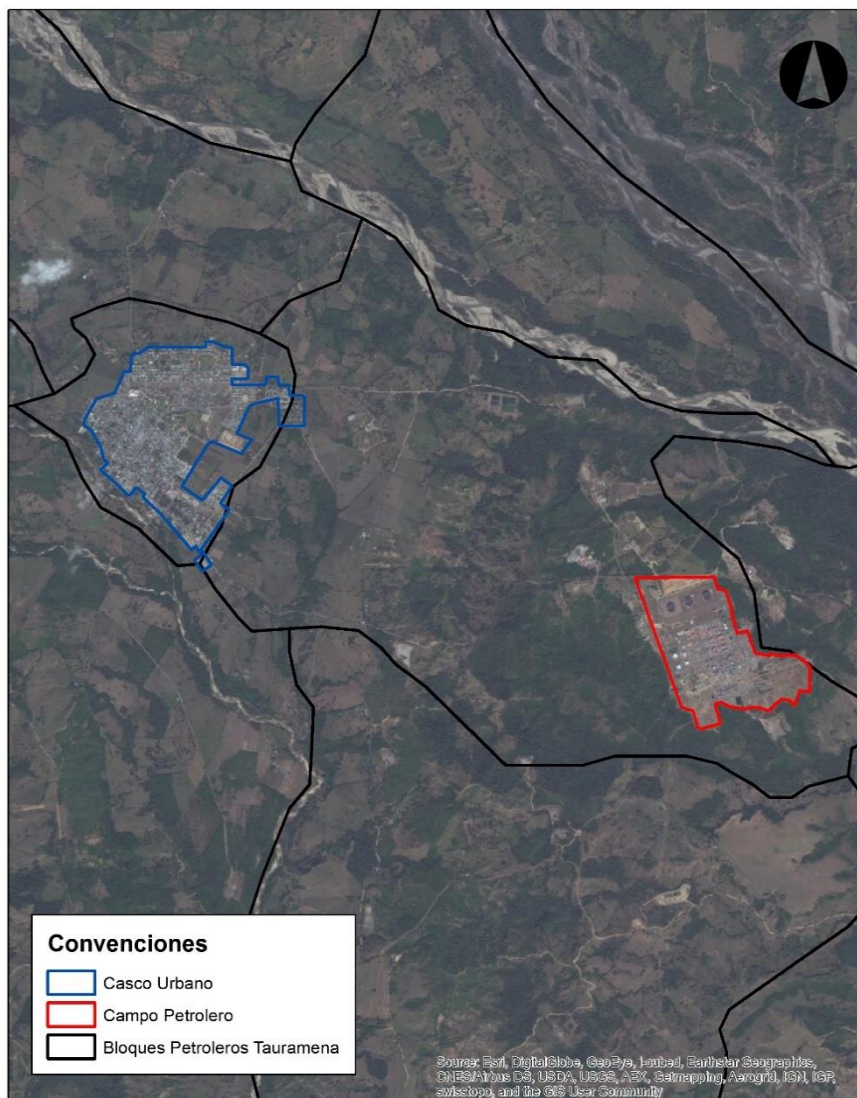 Convenciones
Casco Urbano
Campo Petrolero
Bloques Petroleros Tauramena
Source: Esri, DigitalGlobe, GeoEye, i-cubed, Earthstar Geographics,
CNES/Airbus DS, USDA, USGS, AEX, Getmapping, Aerogrid, IGN, IGP,
swisstopo, and the GIS User Community